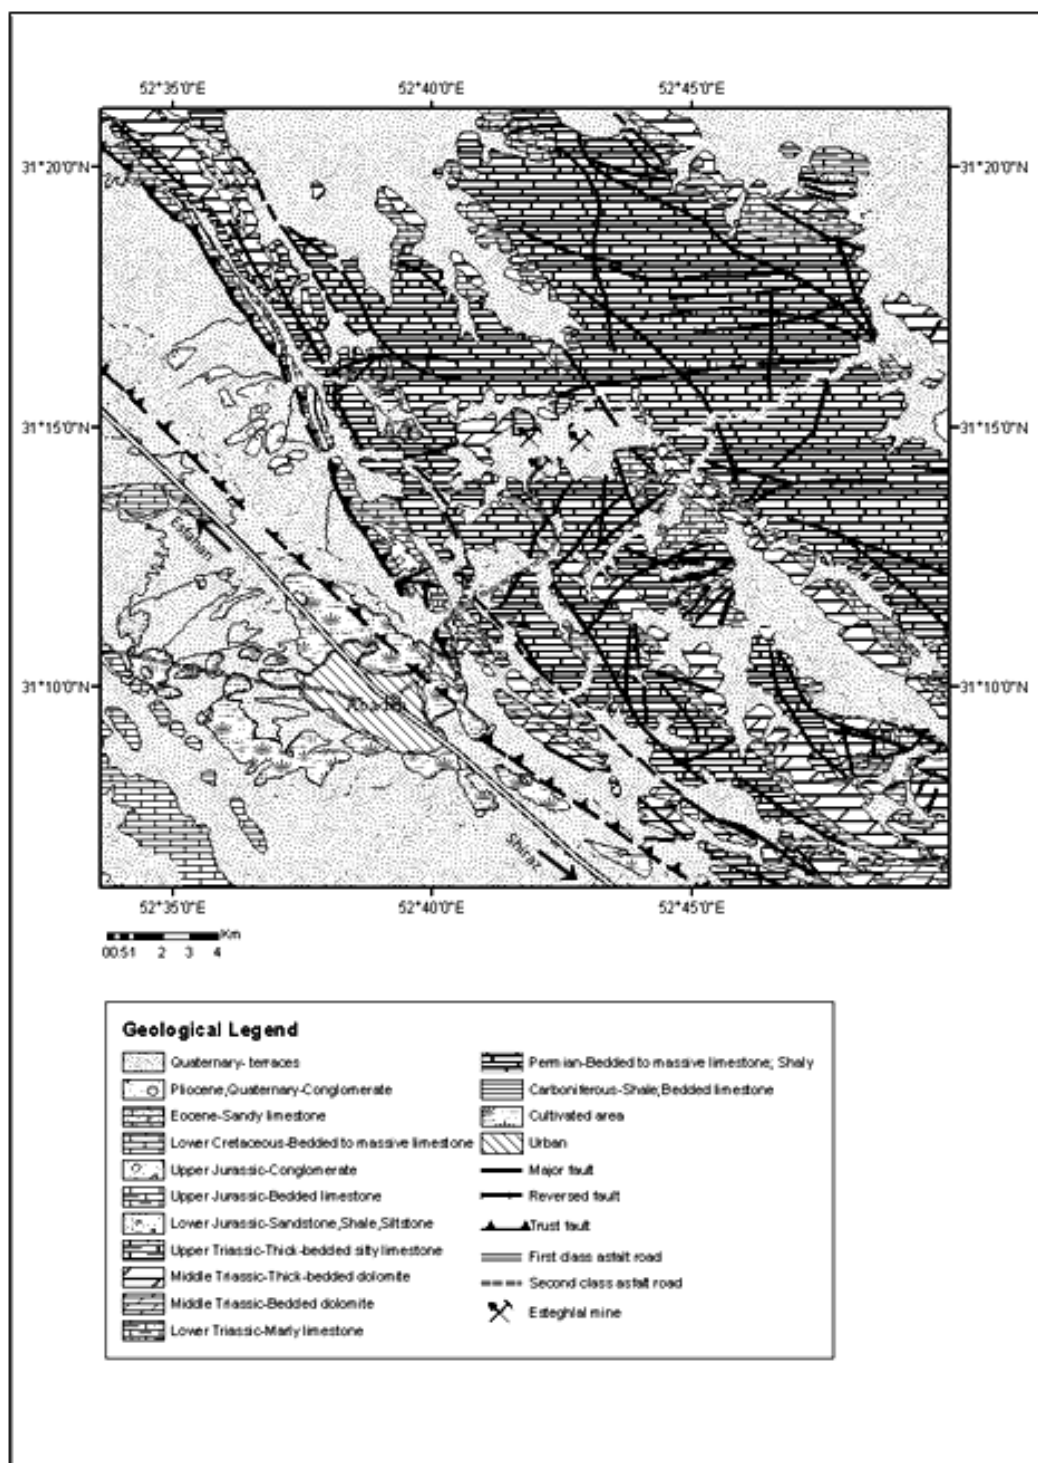 52°35'0"E 52°40'0"E 52°45'0"E
31°20'0"N 31°20'0"N
31°15'0"N 31°15'0"N
Esfahan
31°10'0"N 31°10'0"N
Shiraz
52°35'0"E 52°40'0"E 52°45'0"E
Km
00.51 2 3 4
Geological Legend
Quaternary- terraces
Pliocene,Quaternary-Conglomerate
Eocene-Sandy limestone
Lower Cretaceous-Bedded to massive limestone
Upper Jurassic-Conglomerate
Upper Jurassic-Bedded limestone
Lower Jurassic-Sandstone,Shale,Siltstone
Upper Triassic-Thick-bedded silty limestone
Middle Triassic-Thick-bedded dolomite
Middle Triassic-Bedded dolomite
Lower Triassic-Marly limestone
Permian-Bedded to massive limestone; Shaly
Carboniferous-Shale;Bedded limestone
Cultivated area
Urban
Major fault
Reversed fault
Trust fault
First class asfalt road
Second class asfalt road
Esteghlal mine